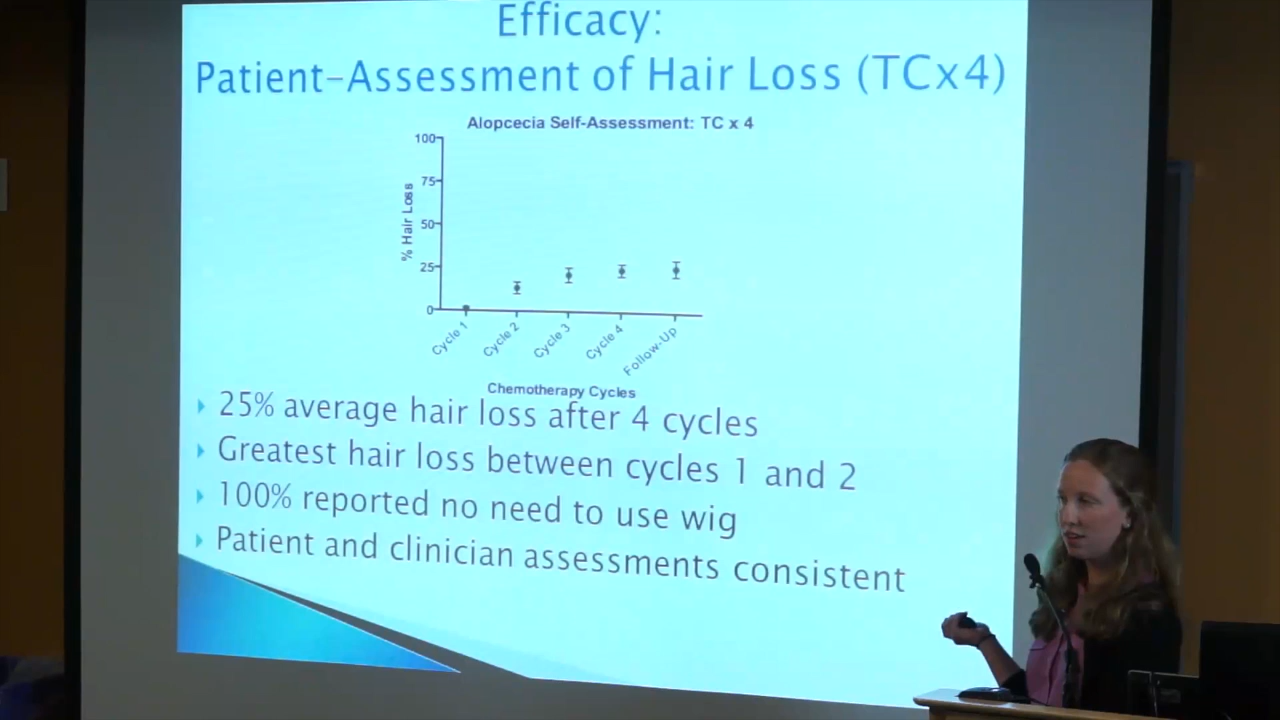 Efficacy:
Patient-Assessment of Hair Loss (TCx4)
Alopcecia Self-Assessment: TC x 4
100
75
50
25
0
% Hair Loss
Cycle 1
Cycle 2
Cycle 3
Cycle 4
Follow-Up
Chemotherapy Cycles
25% average hair loss after 4 cycles
Greatest hair loss between cycles 1 and 2
100% reported no need to use wig
Patient and clinician assessments consistent